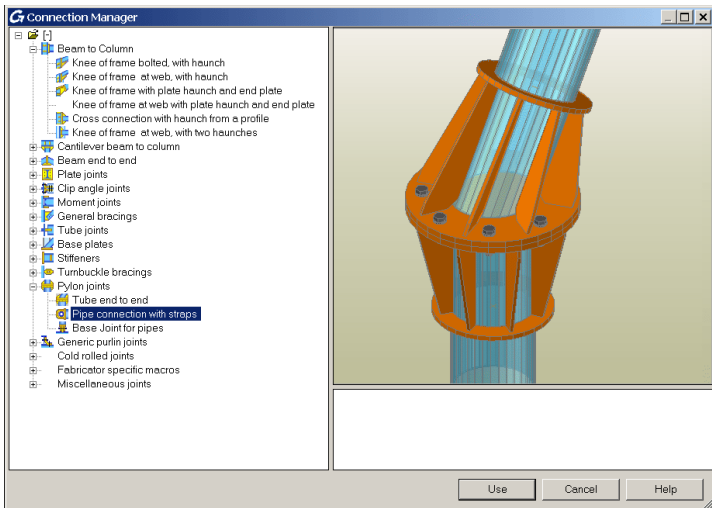 Connection Manager
[-]
Beam to Column
Knee of frame bolted, with haunch
Knee of frame at web, with haunch
Knee of frame with plate haunch and end plate
Knee of frame at web with plate haunch and end plate
Cross connection with haunch from a profile
Knee of frame at web, with two haunches
Cantilever beam to column
Beam end to end
Plate joints
Clip angle joints
Moment joints
General bracings
Tube joints
Base plates
Stiffeners
Turnbuckle bracings
Pylon joints
Tube end to end
Pipe connection with straps
Base Joint for pipes
Generic purlin joints
Cold rolled joints
Fabricator specific macros
Miscellaneous joints
Use Cancel Help